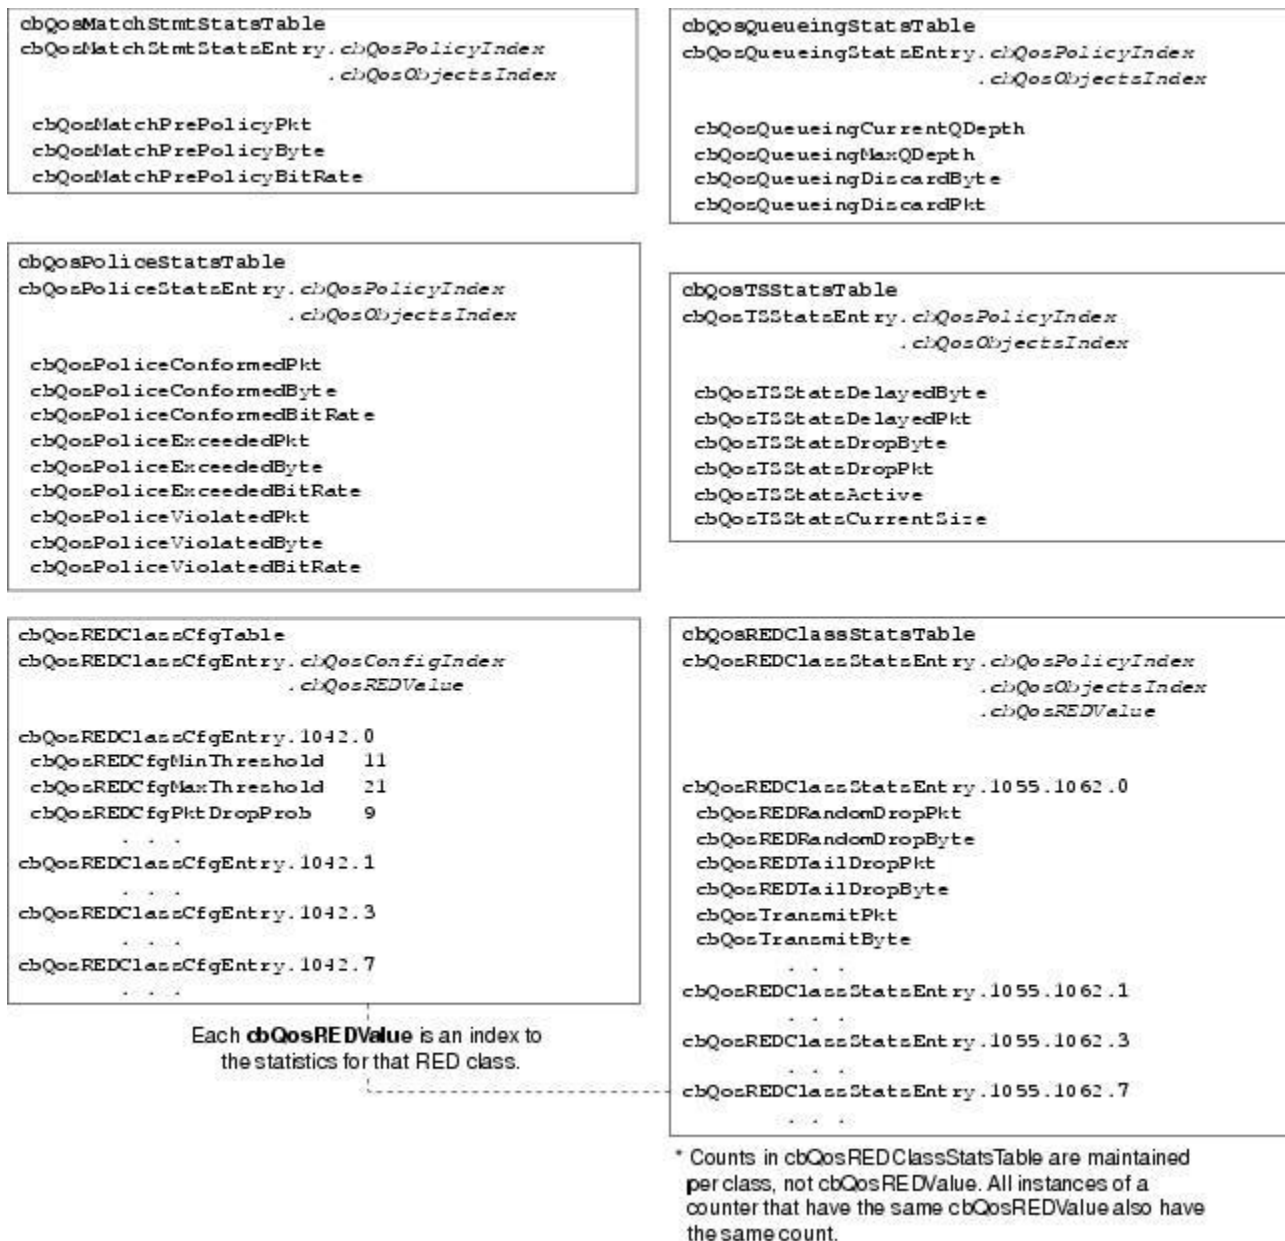 cbQosMatchStmtStatsTable
cbQosMatchStmtStatsEntry.cbQosPolicyIndex
.cbQosObjectsIndex
cbQosMatchPrePolicyPkt
cbQosMatchPrePolicyByte
cbQosMatchPrePolicyBitRate
cbQosQueueingStatsTable
cbQosQueueingStatsEntry.cbQosPolicyIndex
.cbQosObjectsIndex
cbQosQueueingCurrentQDepth
cbQosQueueingMaxQDepth
cbQosQueueingDiscardByte
cbQosQueueingDiscardPkt
cbQosPoliceStatsTable
cbQosPoliceStatsEntry.cbQosPolicyIndex
.cbQosObjectsIndex
cbQosPoliceConformedPkt
cbQosPoliceConformedByte
cbQosPoliceConformedBitRate
cbQosPoliceExceededPkt
cbQosPoliceExceededByte
cbQosPoliceExceededBitRate
cbQosPoliceViolatedPkt
cbQosPoliceViolatedByte
cbQosPoliceViolatedBitRate
cbQosTSStatsTable
cbQosTSStatsEntry.cbQosPolicyIndex
.cbQosObjectsIndex
cbQosTSStatsDelayedByte
cbQosTSStatsDelayedPkt
cbQosTSStatsDropByte
cbQosTSStatsDropPkt
cbQosTSStatsActive
cbQosTSStatsCurrentSize
cbQosREDClassCfgTable
cbQosREDClassCfgEntry.cbQosConfigIndex
.cbQosREDValue
cbQosREDClassCfgEntry.1042.0
cbQosREDCfgMinThreshold 11
cbQosREDCfgMaxThreshold 21
cbQosREDCfgPktDropProb 9
. . .
cbQosREDClassCfgEntry.1042.1
. . .
cbQosREDClassCfgEntry.1042.3
. . .
cbQosREDClassCfgEntry.1042.7
. . .
Each cbQosREDValue is an index to
the statistics for that RED class.
cbQosREDClassStatsTable
cbQosREDClassStatsEntry.cbQosPolicyIndex
.cbQosObjectsIndex
.cbQosREDValue
cbQosREDClassStatsEntry.1055.1062.0
cbQosREDRandomDropPkt
cbQosREDRandomDropByte
cbQosREDTailDropPkt
cbQosREDTailDropByte
cbQosTransmitPkt
cbQosTransmitByte
. . .
cbQosREDClassStatsEntry.1055.1062.1
. . .
cbQosREDClassStatsEntry.1055.1062.3
. . .
cbQosREDClassStatsEntry.1055.1062.7
. . .
* Counts in cbQosREDClassStatsTable are maintained
per class, not cbQosREDValue. All instances of a
counter that have the same cbQosREDValue also have
the same count.